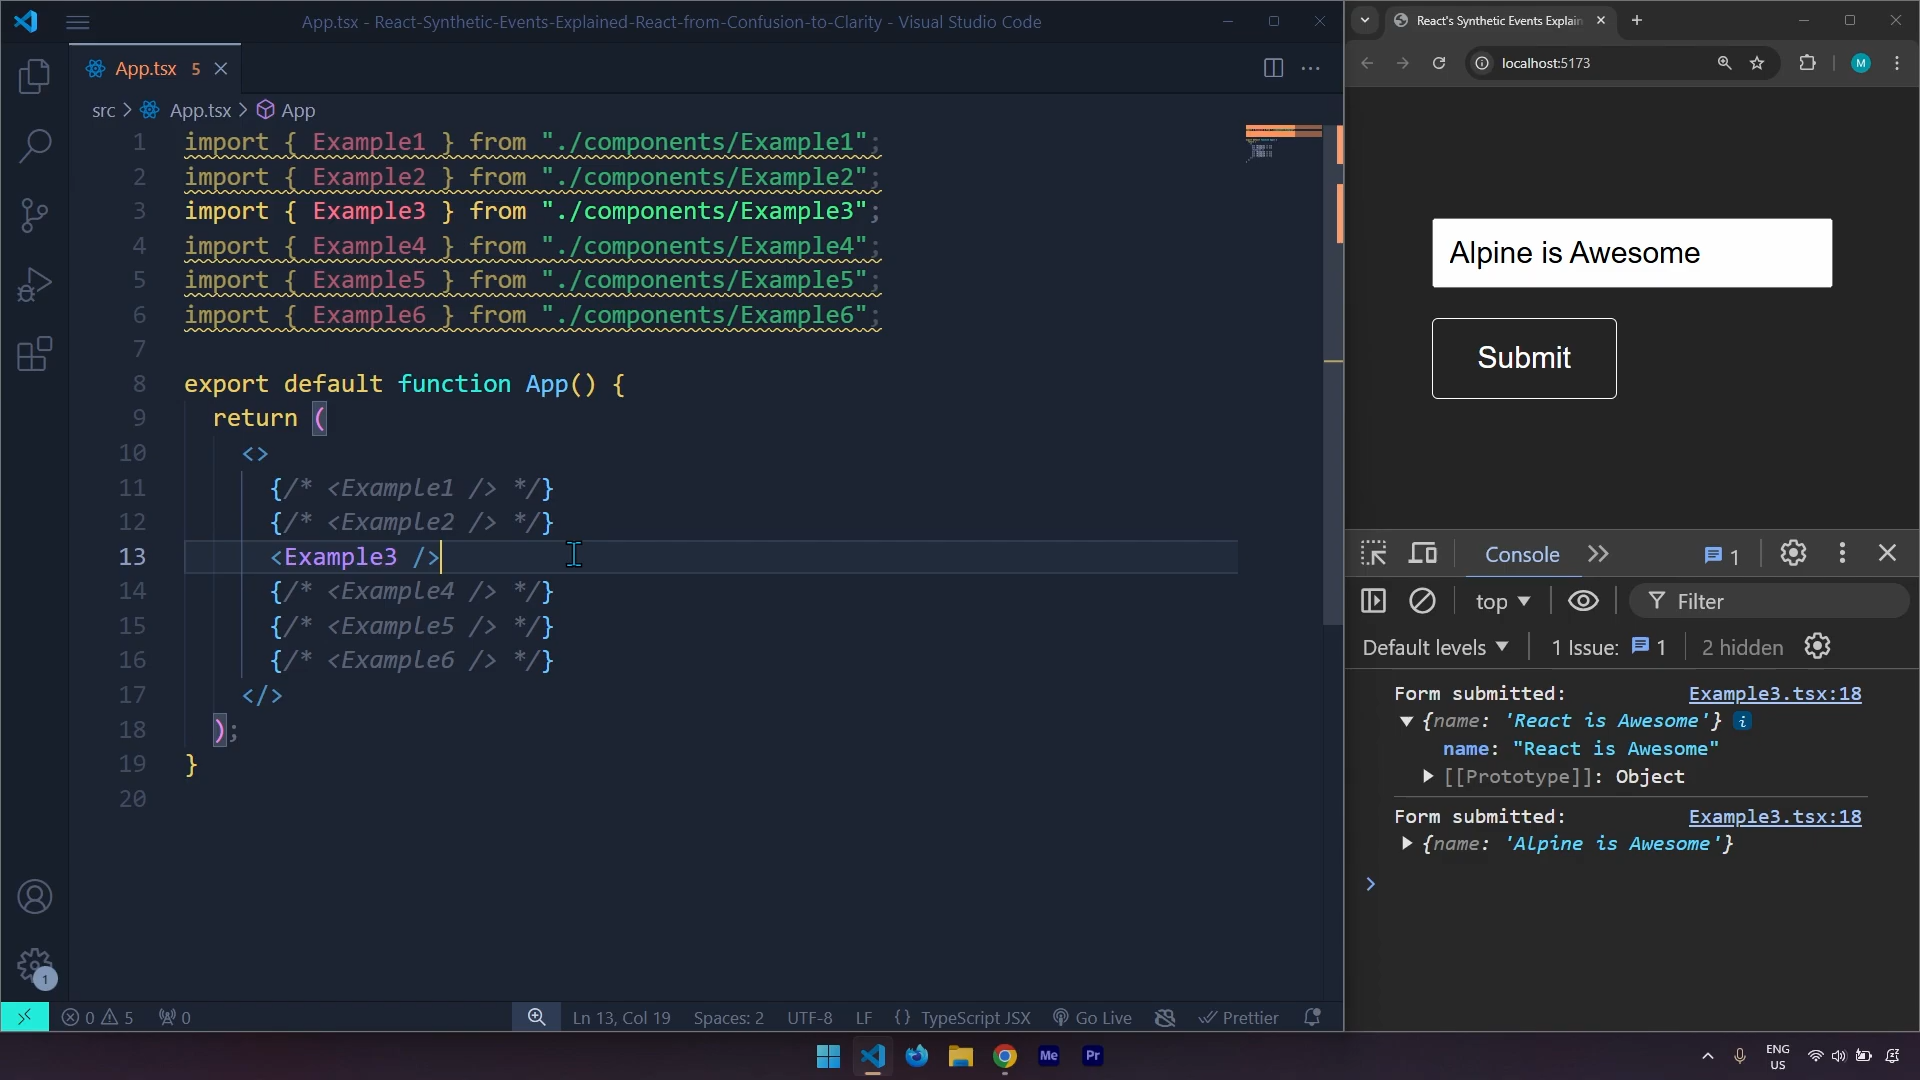 App.tsx - React-Synthetic-Events-Explained-React-from-Confusion-to-Clarity - Visual Studio Code
App.tsx 5
src > App.tsx > App
1 import { Example1 } from "./components/Example1";
2 import { Example2 } from "./components/Example2";
3 import { Example3 } from "./components/Example3";
4 import { Example4 } from "./components/Example4";
5 import { Example5 } from "./components/Example5";
6 import { Example6 } from "./components/Example6";
7
8 export default function App() {
9 return (
10 <>
11 {/* <Example1 /> */}
12 {/* <Example2 /> */}
13 <Example3 />
14 {/* <Example4 /> */}
15 {/* <Example5 /> */}
16 {/* <Example6 /> */}
17 </>
18 );
19 }
20
1
0 5 0
Ln 13, Col 19 Spaces: 2 UTF-8 LF {} TypeScript JSX Go Live Prettier
React's Synthetic Events Explain
localhost:5173
M
Alpine is Awesome
Submit
Console
1
top
Filter
Default levels
1 Issue: 1
2 hidden
Form submitted: Example3.tsx:18
{name: 'React is Awesome'} i
name: "React is Awesome"
[[Prototype]]: Object
Form submitted: Example3.tsx:18
{name: 'Alpine is Awesome'}
Me
Pr
ENG
US